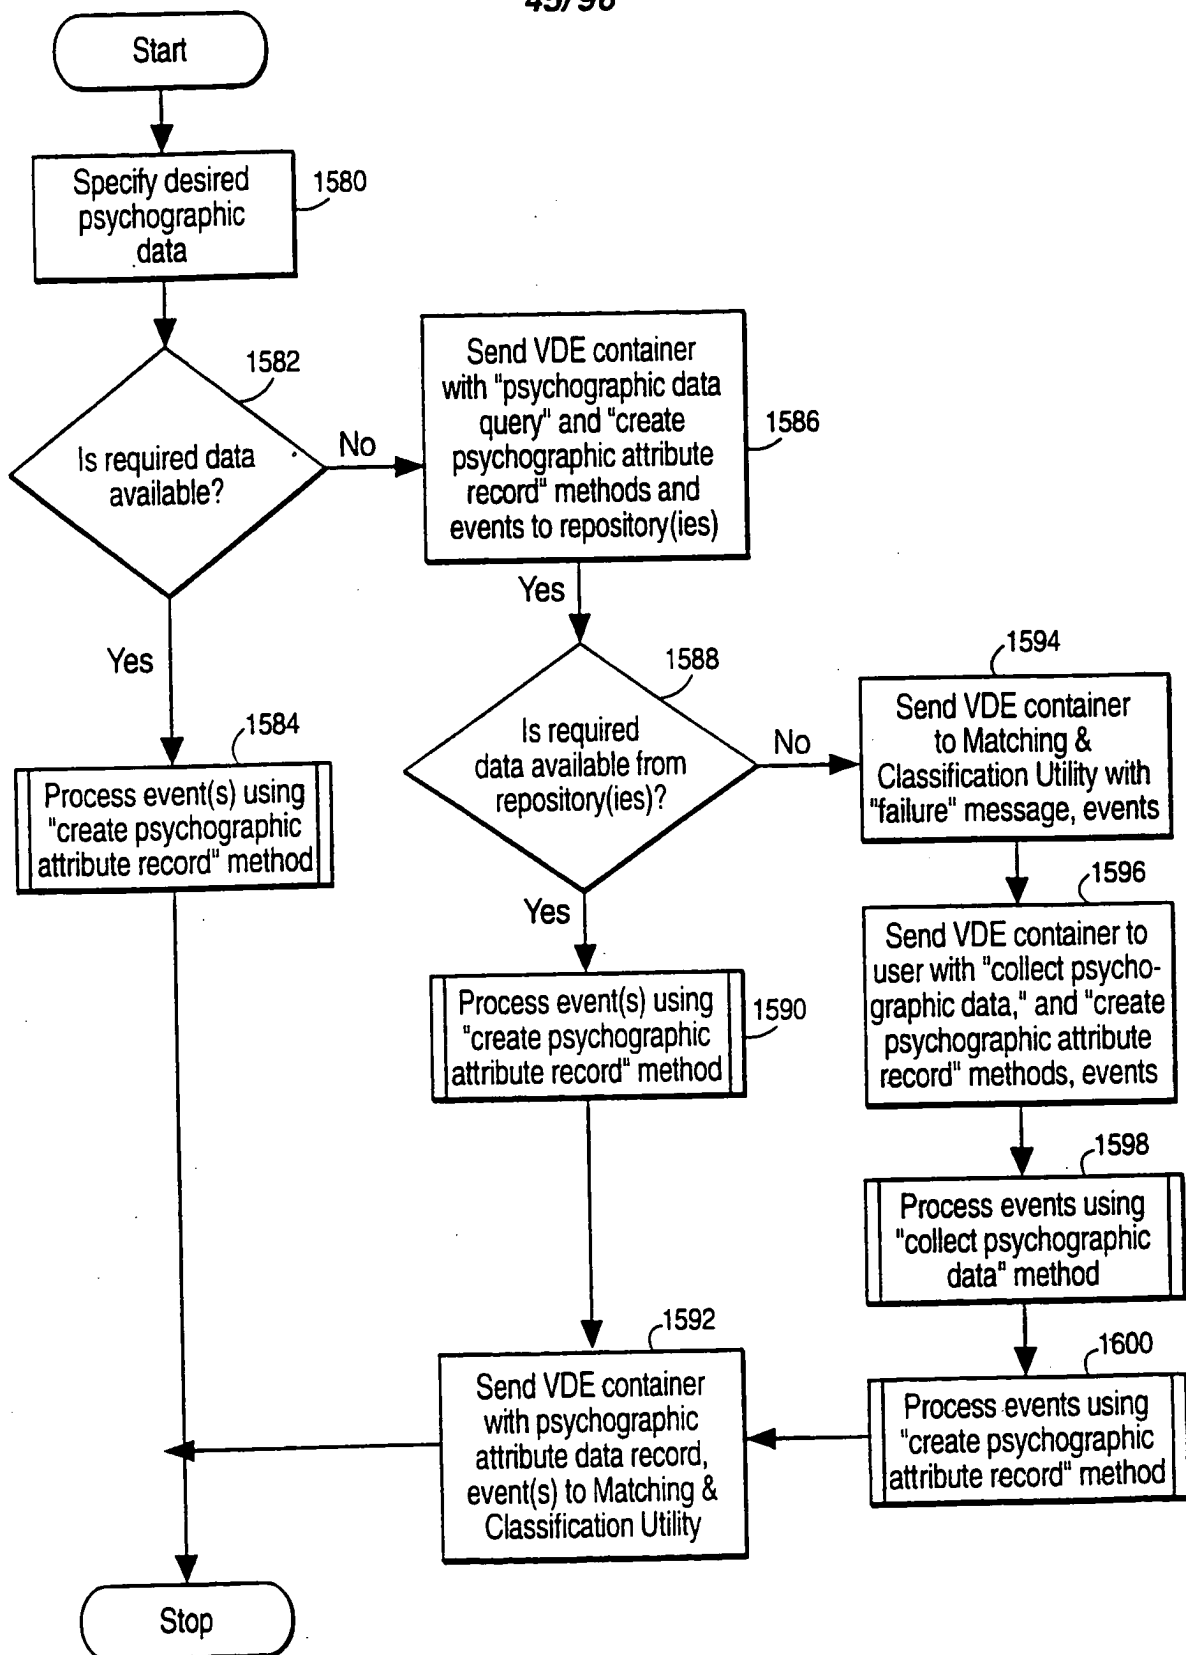 45/96
Start
Specify desired
psychographic
data
1580
1582
Is required data
available?
No
Yes
Send VDE container
with "psychographic data
query" and "create
psychographic attribute
record" methods and
events to repository(ies)
1586
Yes
1584
Process event(s) using
"create psychographic
attribute record" method
1588
Is required
data available from
repository(ies)?
No
Yes
1594
Send VDE container
to Matching &
Classification Utility with
"failure" message, events
1596
Send VDE container to
user with "collect psycho-
graphic data," and "create
psychographic attribute
record" methods, events
Process event(s) using
"create psychographic
attribute record" method
1590
1598
Process events using
"collect psychographic
data" method
1600
Process events using
"create psychographic
attribute record" method
1592
Send VDE container
with psychographic
attribute data record,
event(s) to Matching &
Classification Utility
Stop